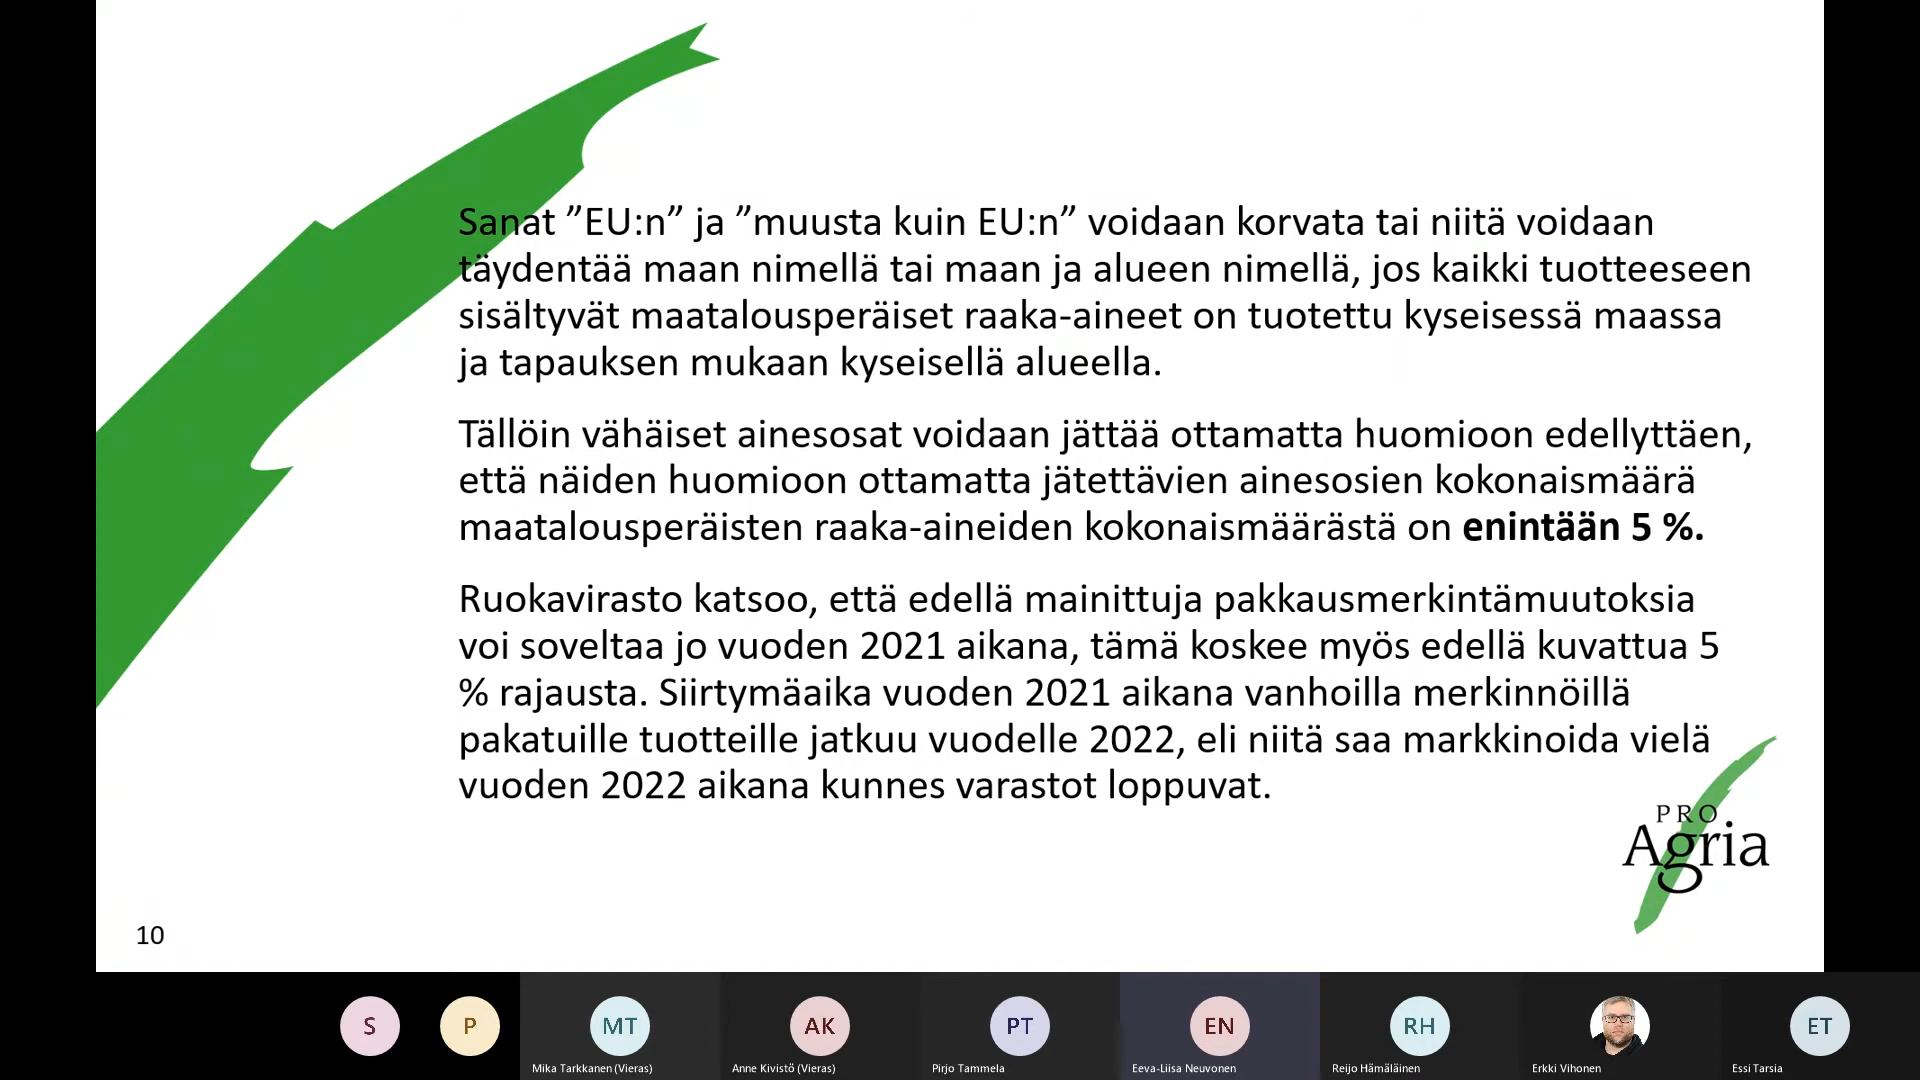 Sanat ”EU:n” ja ”muusta kuin EU:n” voidaan korvata tai niitä voidaan
täydentää maan nimellä tai maan ja alueen nimellä, jos kaikki tuotteeseen
sisältyvät maatalousperäiset raaka-aineet on tuotettu kyseisessä maassa
ja tapauksen mukaan kyseisellä alueella.
Tällöin vähäiset ainesosat voidaan jättää ottamatta huomioon edellyttäen,
että näiden huomioon ottamatta jätettävien ainesosien kokonaismäärä
maatalousperäisten raaka-aineiden kokonaismäärästä on enintään 5 %.
Ruokavirasto katsoo, että edellä mainittuja pakkausmerkintämuutoksia
voi soveltaa jo vuoden 2021 aikana, tämä koskee myös edellä kuvattua 5
% rajausta. Siirtymäaika vuoden 2021 aikana vanhoilla merkinnöillä
pakatuille tuotteille jatkuu vuodelle 2022, eli niitä saa markkinoida vielä
vuoden 2022 aikana kunnes varastot loppuvat.
PRO
Agria
10
S P MT AK PT EN RH ET
Mika Tarkkanen (Vieras) Anne Kivistö (Vieras) Pirjo Tammela Eeva-Liisa Neuvonen Reijo Hämäläinen Erkki Vihonen Essi Tarsia